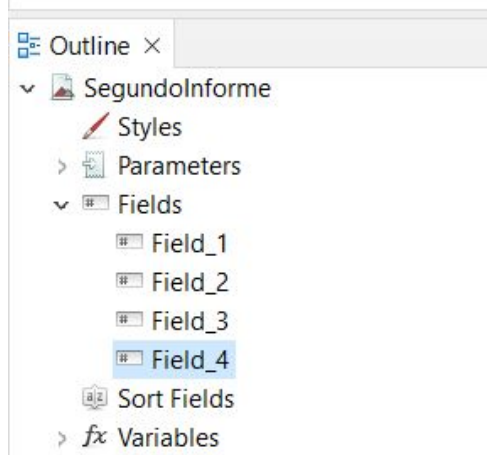 Outline
SegundoInforme
Styles
Parameters
Fields
Field_1
Field_2
Field_3
Field_4
Sort Fields
fx Variables